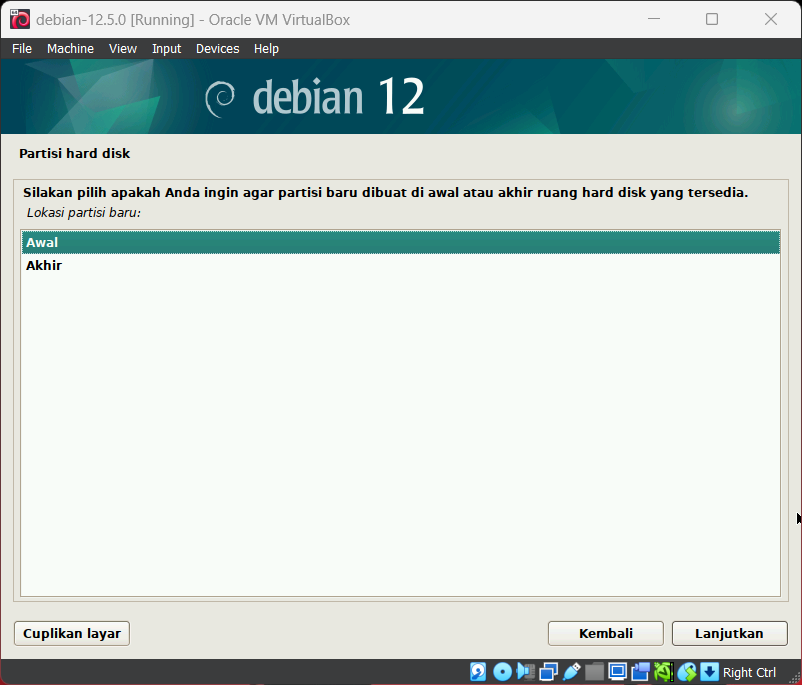 debian-12.5.0 [Running] - Oracle VM VirtualBox
File Machine View Input Devices Help
debian 12
Partisi hard disk
Silakan pilih apakah Anda ingin agar partisi baru dibuat di awal atau akhir ruang hard disk yang tersedia.
Lokasi partisi baru:
Awal
Akhir
Cuplikan layar Kembali Lanjutkan
Right Ctrl